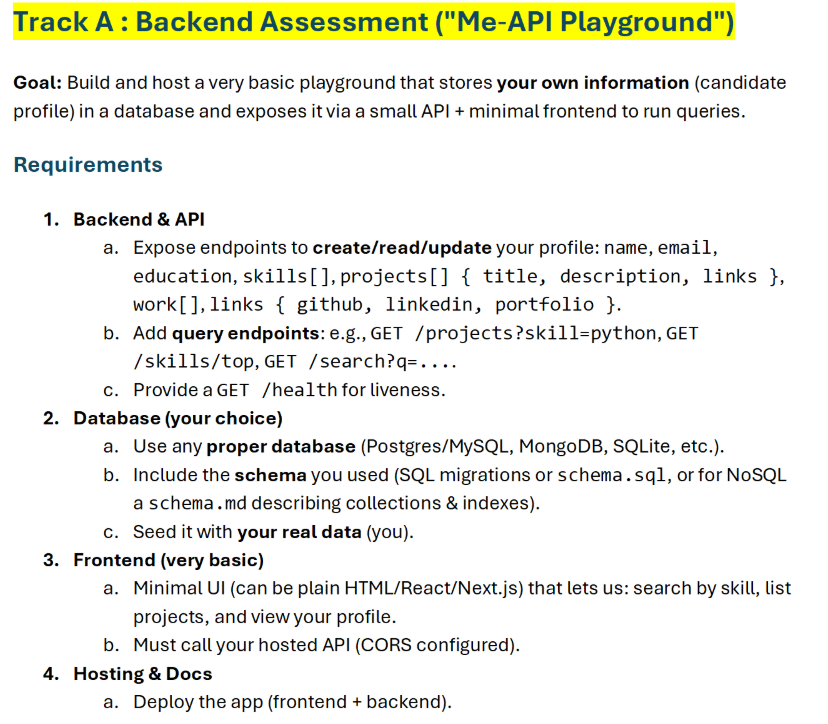 Track A : Backend Assessment ("Me-API Playground")
Goal: Build and host a very basic playground that stores your own information (candidate
profile) in a database and exposes it via a small API + minimal frontend to run queries.
Requirements
1. Backend & API
a. Expose endpoints to create/read/update your profile: name, email,
education, skills[], projects[] { title, description, links },
work[], links { github, linkedin, portfolio }.
b. Add query endpoints: e.g., GET /projects?skill=python, GET
/skills/top, GET /search?q=....
c. Provide a GET /health for liveness.
2. Database (your choice)
a. Use any proper database (Postgres/MySQL, MongoDB, SQLite, etc.).
b. Include the schema you used (SQL migrations or schema.sql, or for NoSQL
a schema.md describing collections & indexes).
c. Seed it with your real data (you).
3. Frontend (very basic)
a. Minimal UI (can be plain HTML/React/Next.js) that lets us: search by skill, list
projects, and view your profile.
b. Must call your hosted API (CORS configured).
4. Hosting & Docs
a. Deploy the app (frontend + backend).